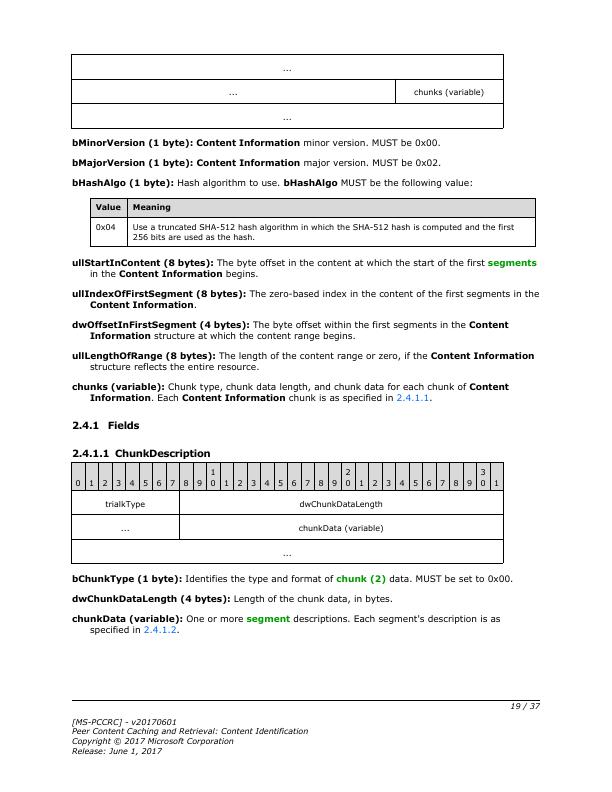 ...
... chunks (variable)
...
bMinorVersion (1 byte): Content Information minor version. MUST be 0x00.
bMajorVersion (1 byte): Content Information major version. MUST be 0x02.
bHashAlgo (1 byte): Hash algorithm to use. bHashAlgo MUST be the following value:
Value Meaning
0x04 Use a truncated SHA-512 hash algorithm in which the SHA-512 hash is computed and the first
256 bits are used as the hash.
ullStartInContent (8 bytes): The byte offset in the content at which the start of the first segments
in the Content Information begins.
ullIndexOfFirstSegment (8 bytes): The zero-based index in the content of the first segments in the
Content Information.
dwOffsetInFirstSegment (4 bytes): The byte offset within the first segments in the Content
Information structure at which the content range begins.
ullLengthOfRange (8 bytes): The length of the content range or zero, if the Content Information
structure reflects the entire resource.
chunks (variable): Chunk type, chunk data length, and chunk data for each chunk of Content
Information. Each Content Information chunk is as specified in 2.4.1.1.
2.4.1 Fields
2.4.1.1 ChunkDescription
1 2 3
0 1 2 3 4 5 6 7 8 9 0 1 2 3 4 5 6 7 8 9 0 1 2 3 4 5 6 7 8 9 0 1
trialkType dwChunkDataLength
... chunkData (variable)
...
bChunkType (1 byte): Identifies the type and format of chunk (2) data. MUST be set to 0x00.
dwChunkDataLength (4 bytes): Length of the chunk data, in bytes.
chunkData (variable): One or more segment descriptions. Each segment's description is as
specified in 2.4.1.2.
19 / 37
[MS-PCCRC] - v20170601
Peer Content Caching and Retrieval: Content Identification
Copyright © 2017 Microsoft Corporation
Release: June 1, 2017